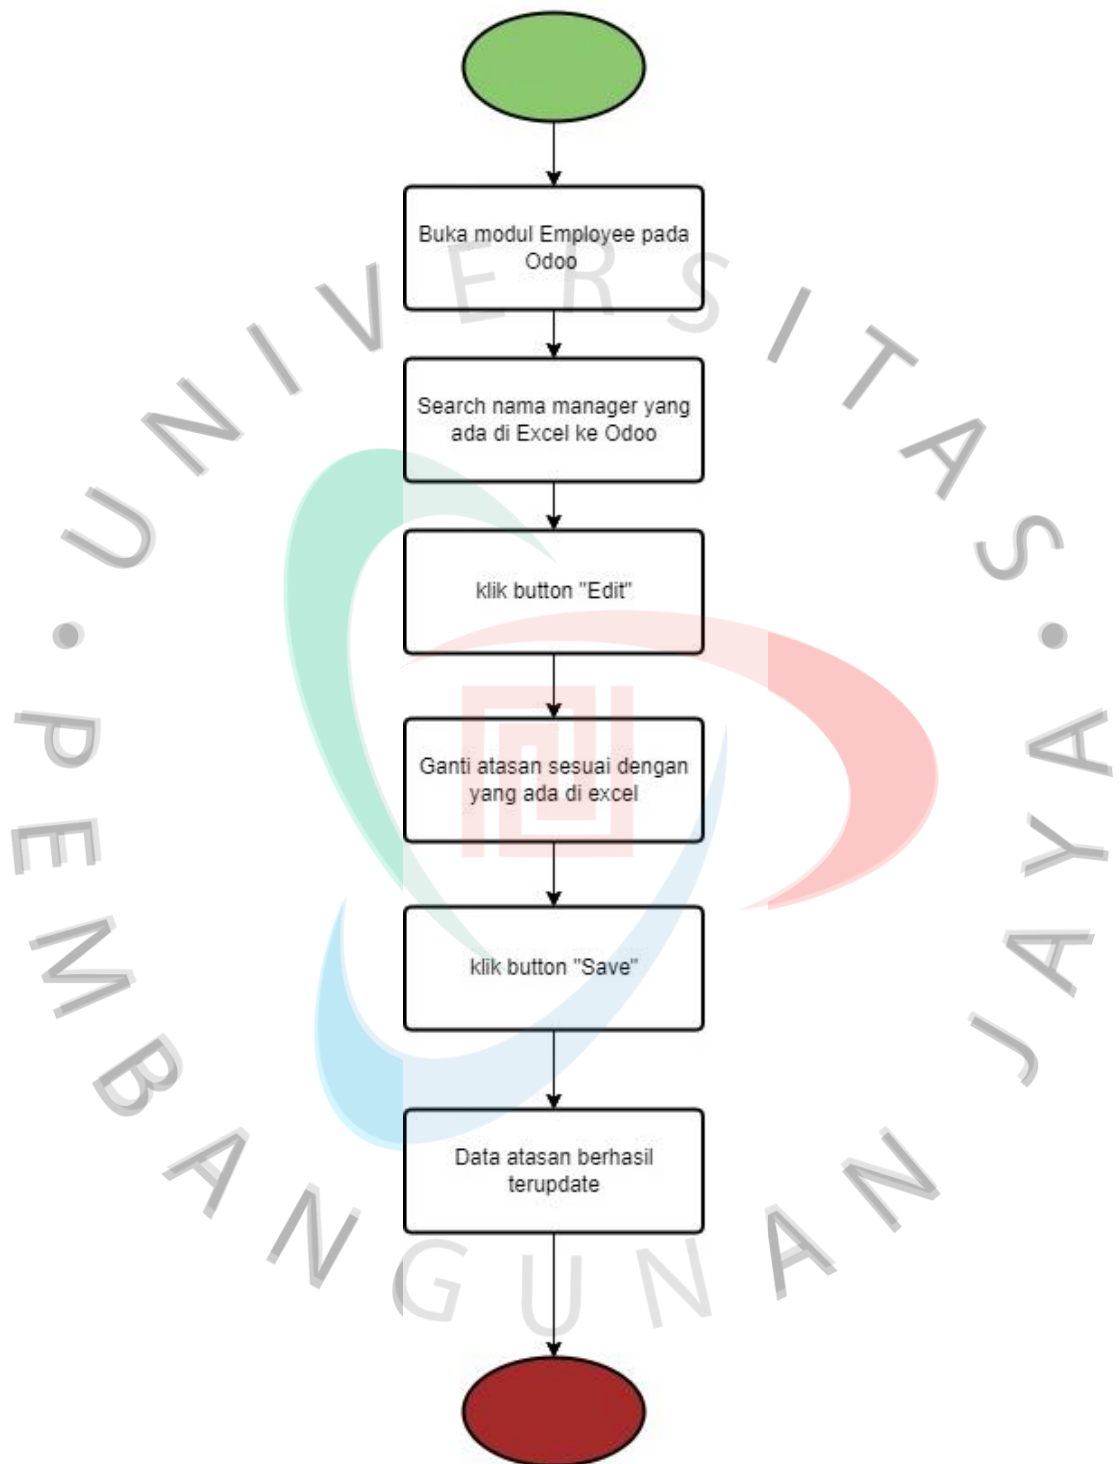 Buka modul Employee pada
Odoo
Search nama manager yang
ada di Excel ke Odoo
klik button "Edit"
Ganti atasan sesuai dengan
yang ada di excel
klik button "Save"
Data atasan berhasil
terupdate
UNIVERSITAS
• PEMBANGUNAN JAYA •